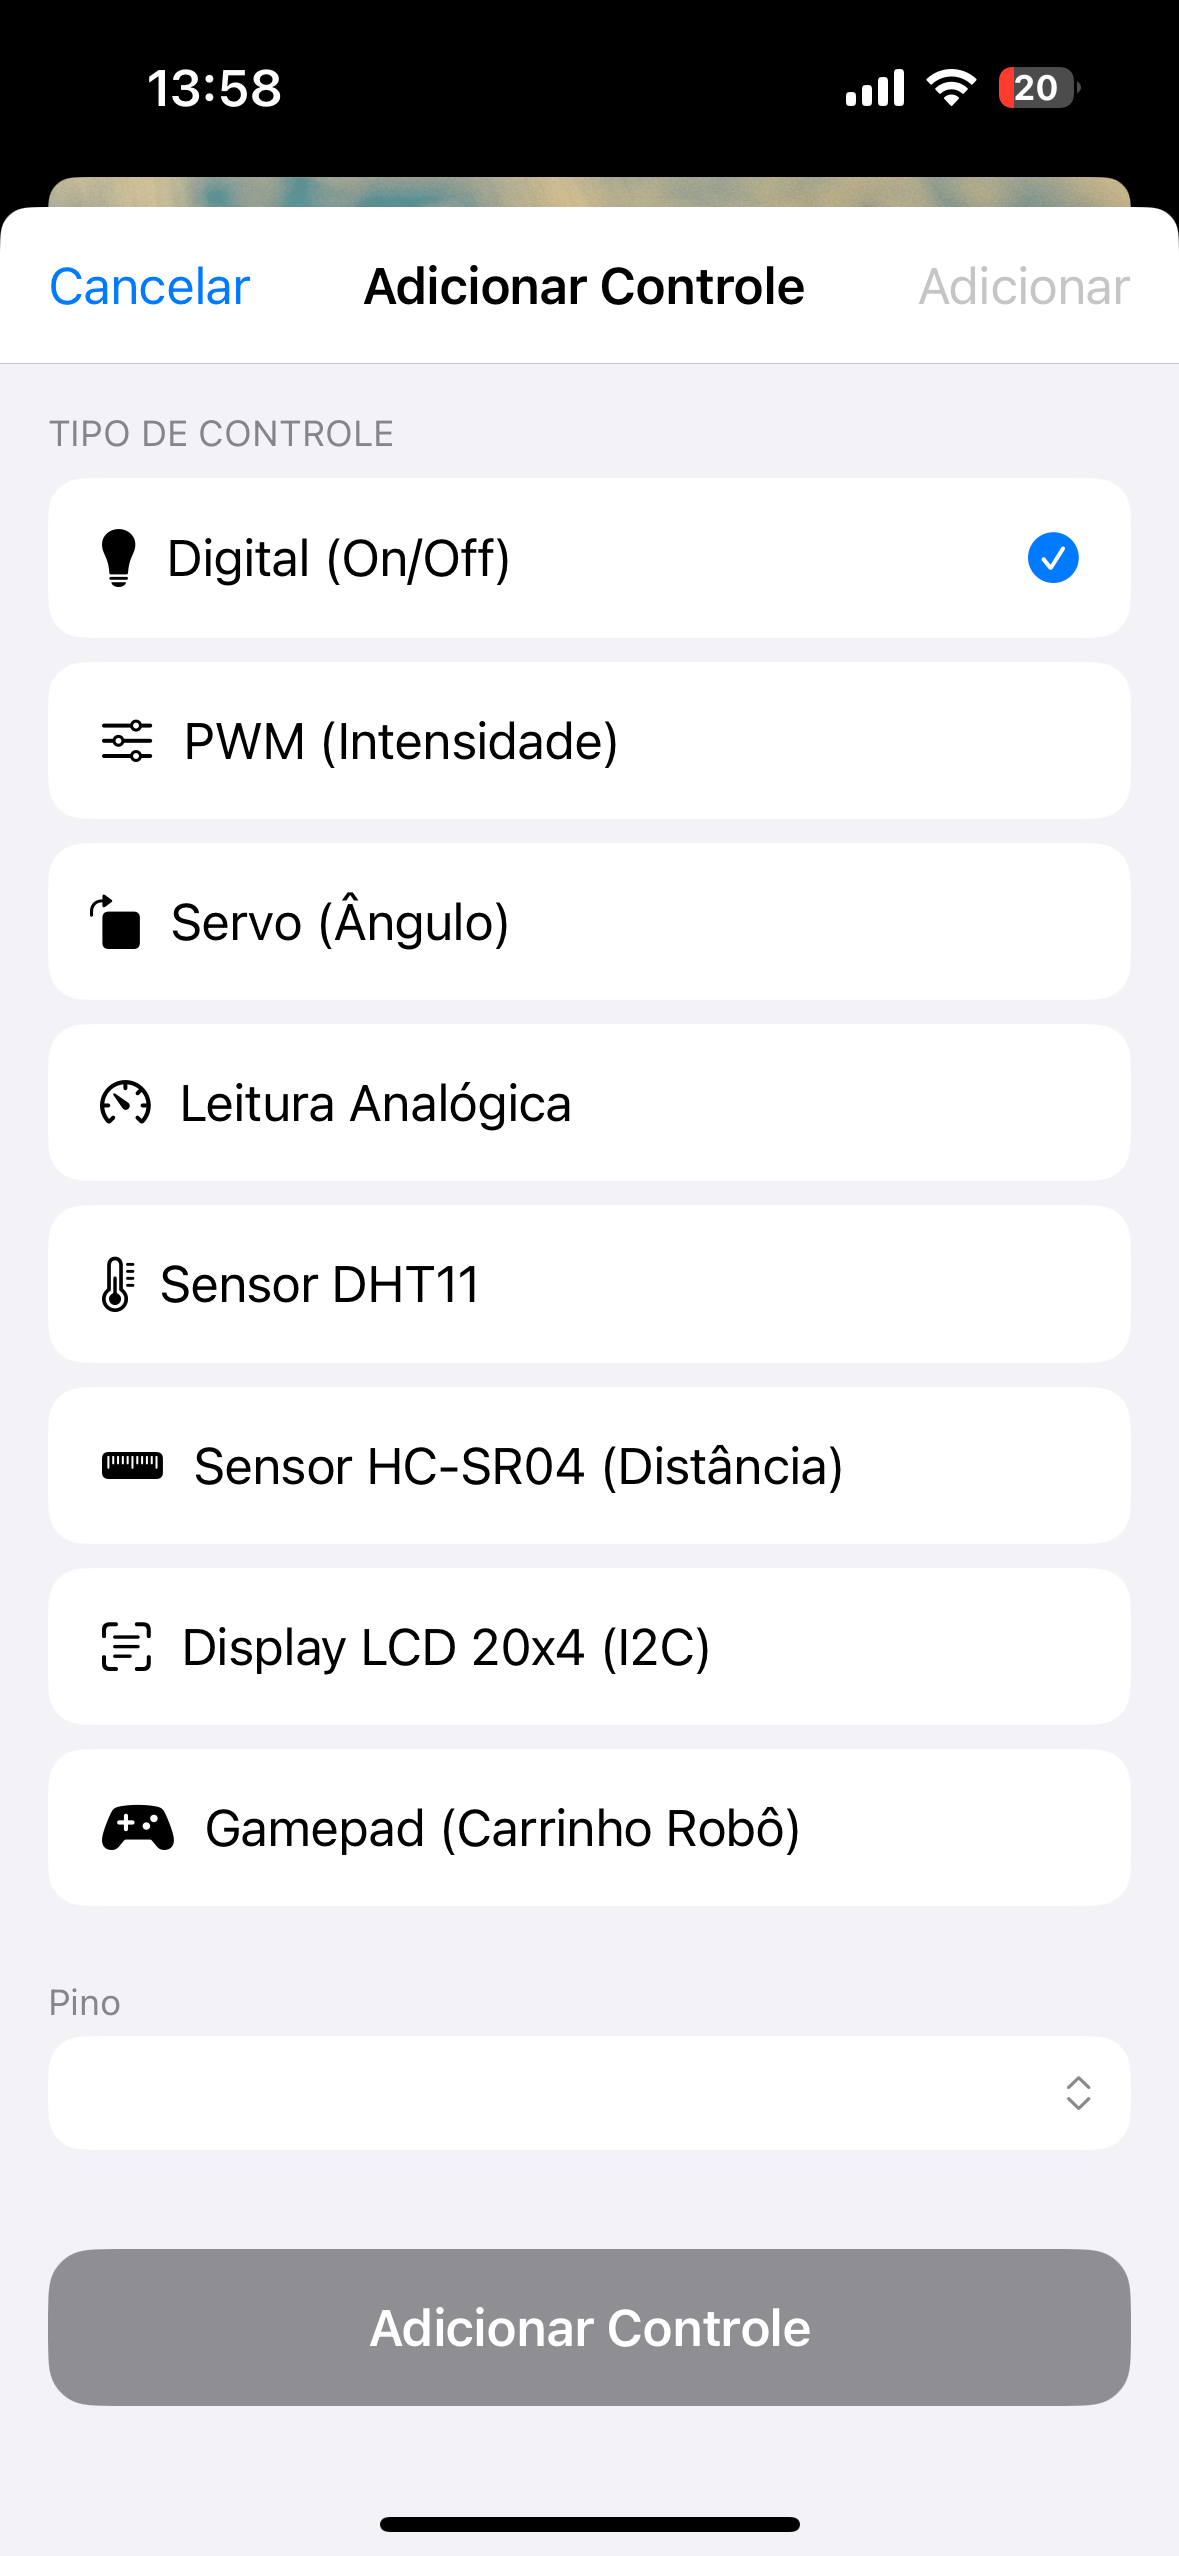 13:58
20
Cancelar
Adicionar Controle
Adicionar
TIPO DE CONTROLE
Digital (On/Off)
PWM (Intensidade)
Servo (Ângulo)
Leitura Analógica
Sensor DHT11
Sensor HC-SR04 (Distância)
Display LCD 20x4 (I2C)
Gamepad (Carrinho Robô)
Pino
Adicionar Controle